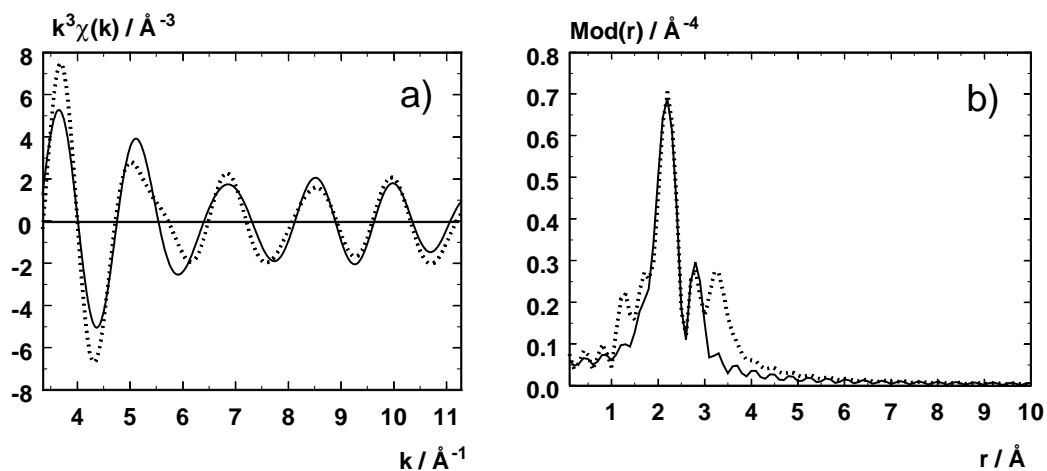 k³χ(k) / Å⁻³
a)
8
6
4
2
0
-2
-4
-6
-8
4 5 6 7 8 9 10 11
k / Å⁻¹
Mod(r) / Å⁻⁴
b)
0.8
0.7
0.6
0.5
0.4
0.3
0.2
0.1
0.0
1 2 3 4 5 6 7 8 9 10
r / Å